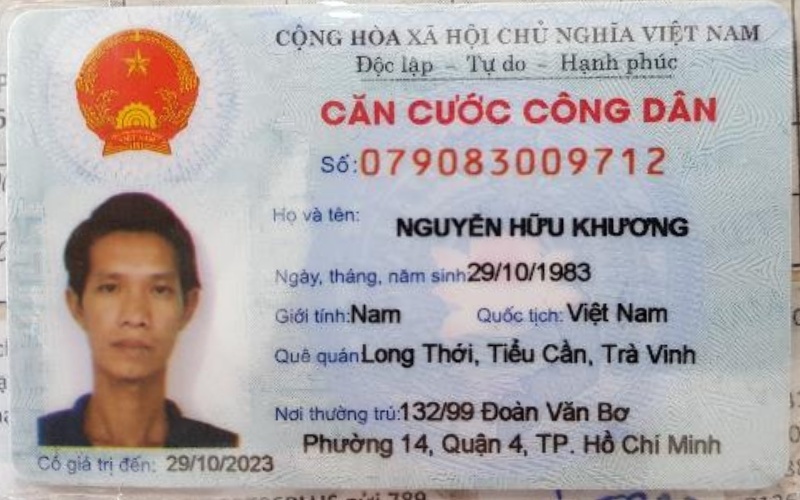 CỘNG HÒA XÃ HỘI CHỦ NGHĨA VIỆT NAM
Độc lập – Tự do – Hạnh phúc
CĂN CƯỚC CÔNG DÂN
Số: 079083009712
Họ và tên: NGUYỄN HỮU KHƯƠNG
Ngày, tháng, năm sinh: 29/10/1983
Giới tính: Nam Quốc tịch: Việt Nam
Quê quán Long Thới, Tiểu Cần, Trà Vinh
Nơi thường trú: 132/99 Đoàn Văn Bơ
Phường 14, Quận 4, TP. Hồ Chí Minh
Có giá trị đến: 29/10/2023